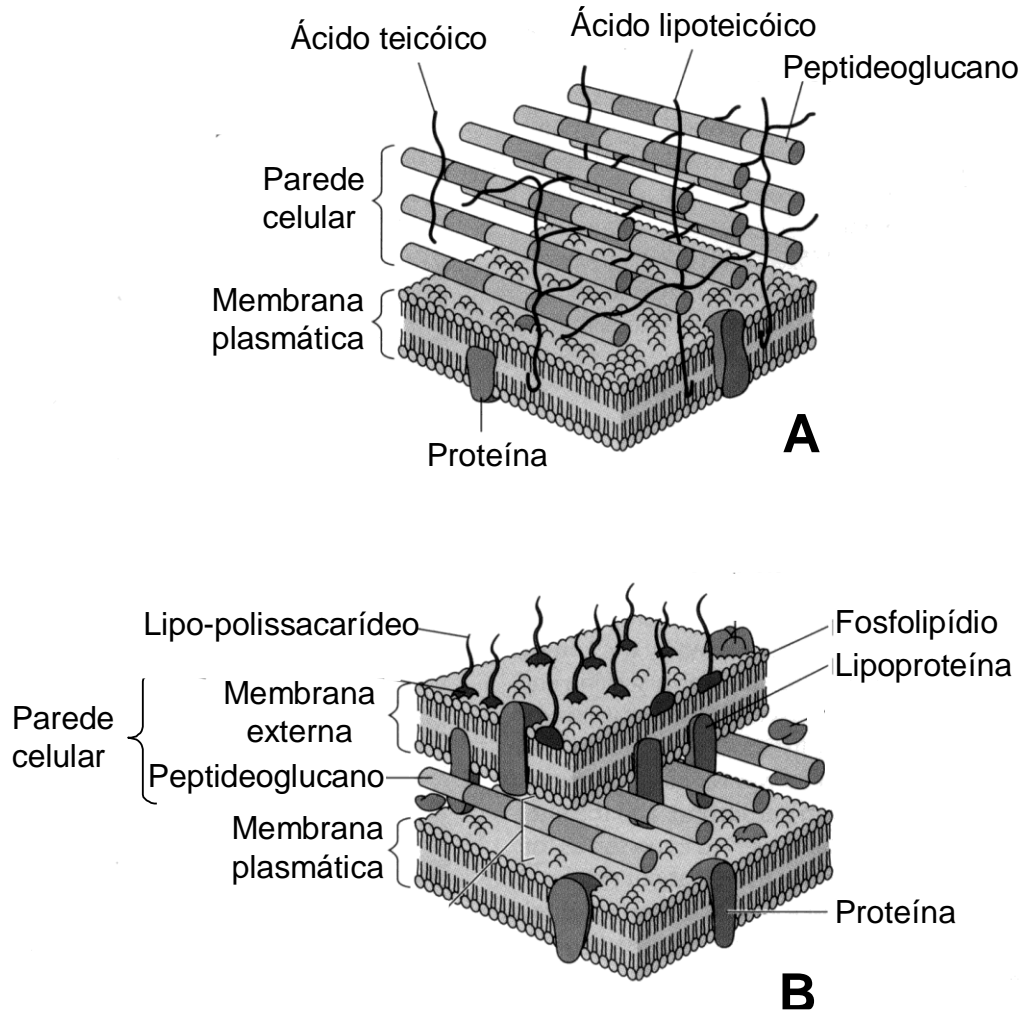 Ácido teicóico
Ácido lipoteicóico
Peptideoglucano
Parede
celular
Membrana
plasmática
Proteína
A
Lipo-polissacarídeo
Fosfolipídio
Lipoproteína
Membrana
externa
Parede
celular
Peptideoglucano
Membrana
plasmática
Proteína
B